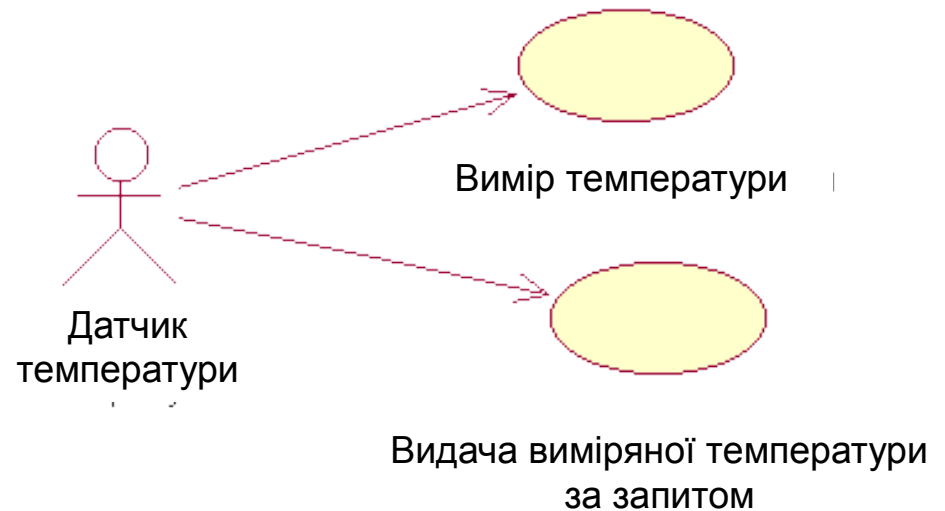 Вимір температури
Датчик
температури
Видача виміряної температури
за запитом